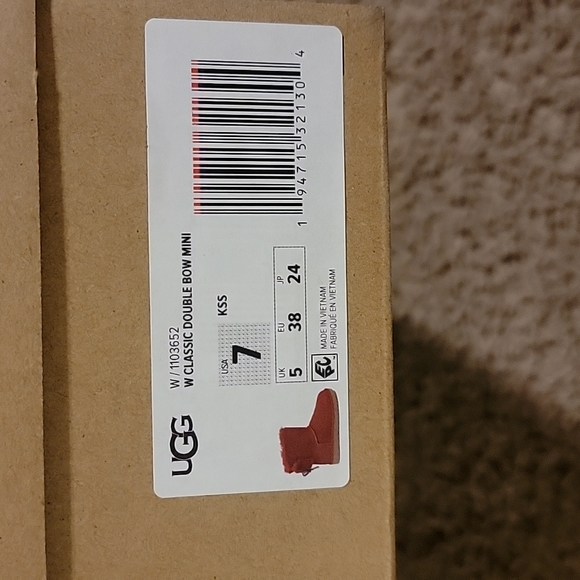 UGG
W / 1103652
W CLASSIC DOUBLE BOW MINI
USA
7
KSS
UK EU JP
5 38 24
MADE IN VIETNAM
FABRIQUÉ EN VIETNAM
1 94715 32130 4